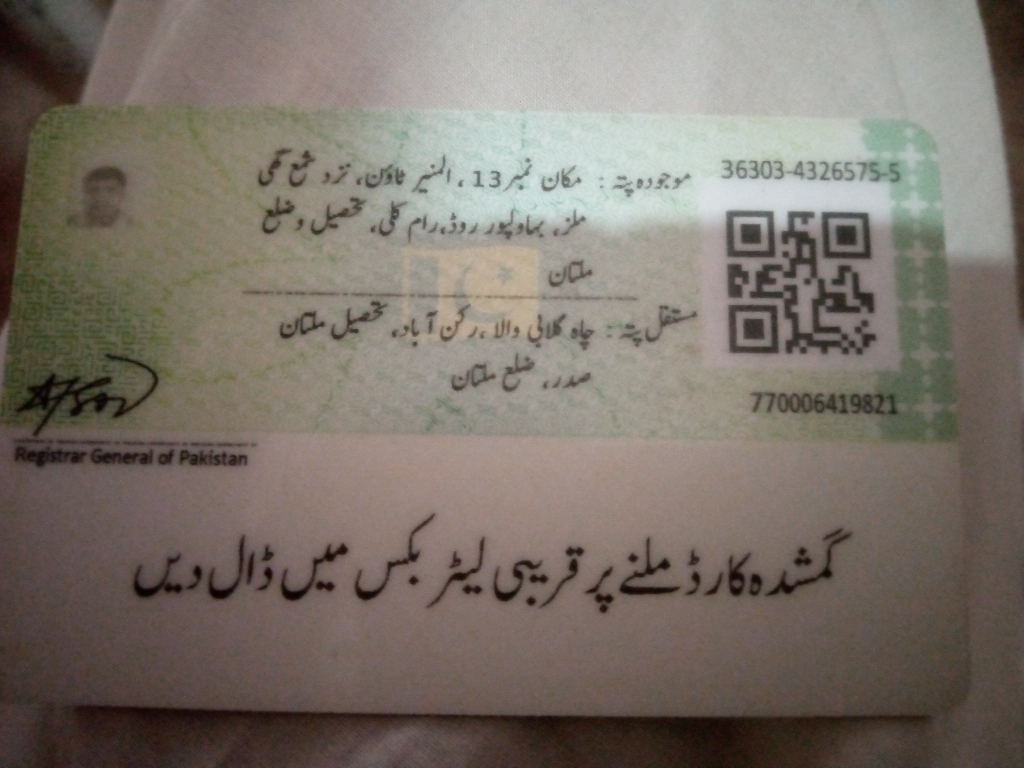 موجودہ پتہ : مکان نمبر 13 ، المنیر ٹاؤن، نزد شمع گھی
ملز، بہاولپور روڈ،رام کلی، تحصیل و ضلع
ملتان
مستقل پتہ : چاہ گلابی والا ،رکن آباد، تحصیل ملتان
صدر، ضلع ملتان
36303-4326575-5
770006419821
Registrar General of Pakistan
گمشدہ کارڈ ملنے پر قریبی لیٹر بکس میں ڈال دیں